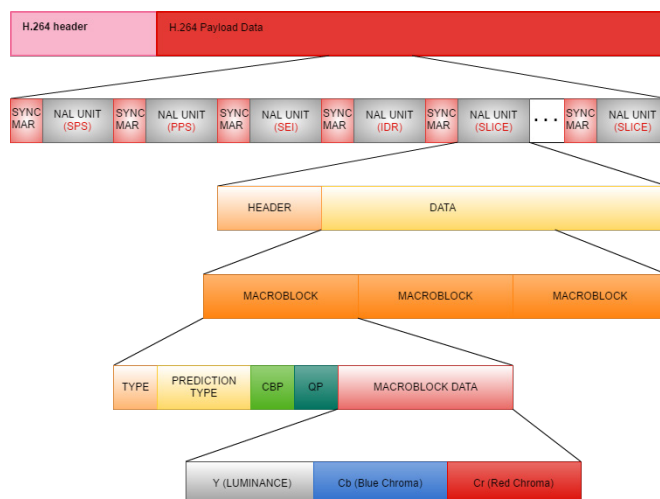 H.264 header
H.264 Payload Data
SYNC
MAR
NAL UNIT
(SPS)
SYNC
MAR
NAL UNIT
(PPS)
SYNC
MAR
NAL UNIT
(SEI)
SYNC
MAR
NAL UNIT
(IDR)
SYNC
MAR
NAL UNIT
(SLICE)
...
SYNC
MAR
NAL UNIT
(SLICE)
HEADER
DATA
MACROBLOCK
MACROBLOCK
MACROBLOCK
TYPE
PREDICTION
TYPE
CBP
QP
MACROBLOCK DATA
Y (LUMINANCE)
Cb (Blue Chroma)
Cr (Red Chroma)